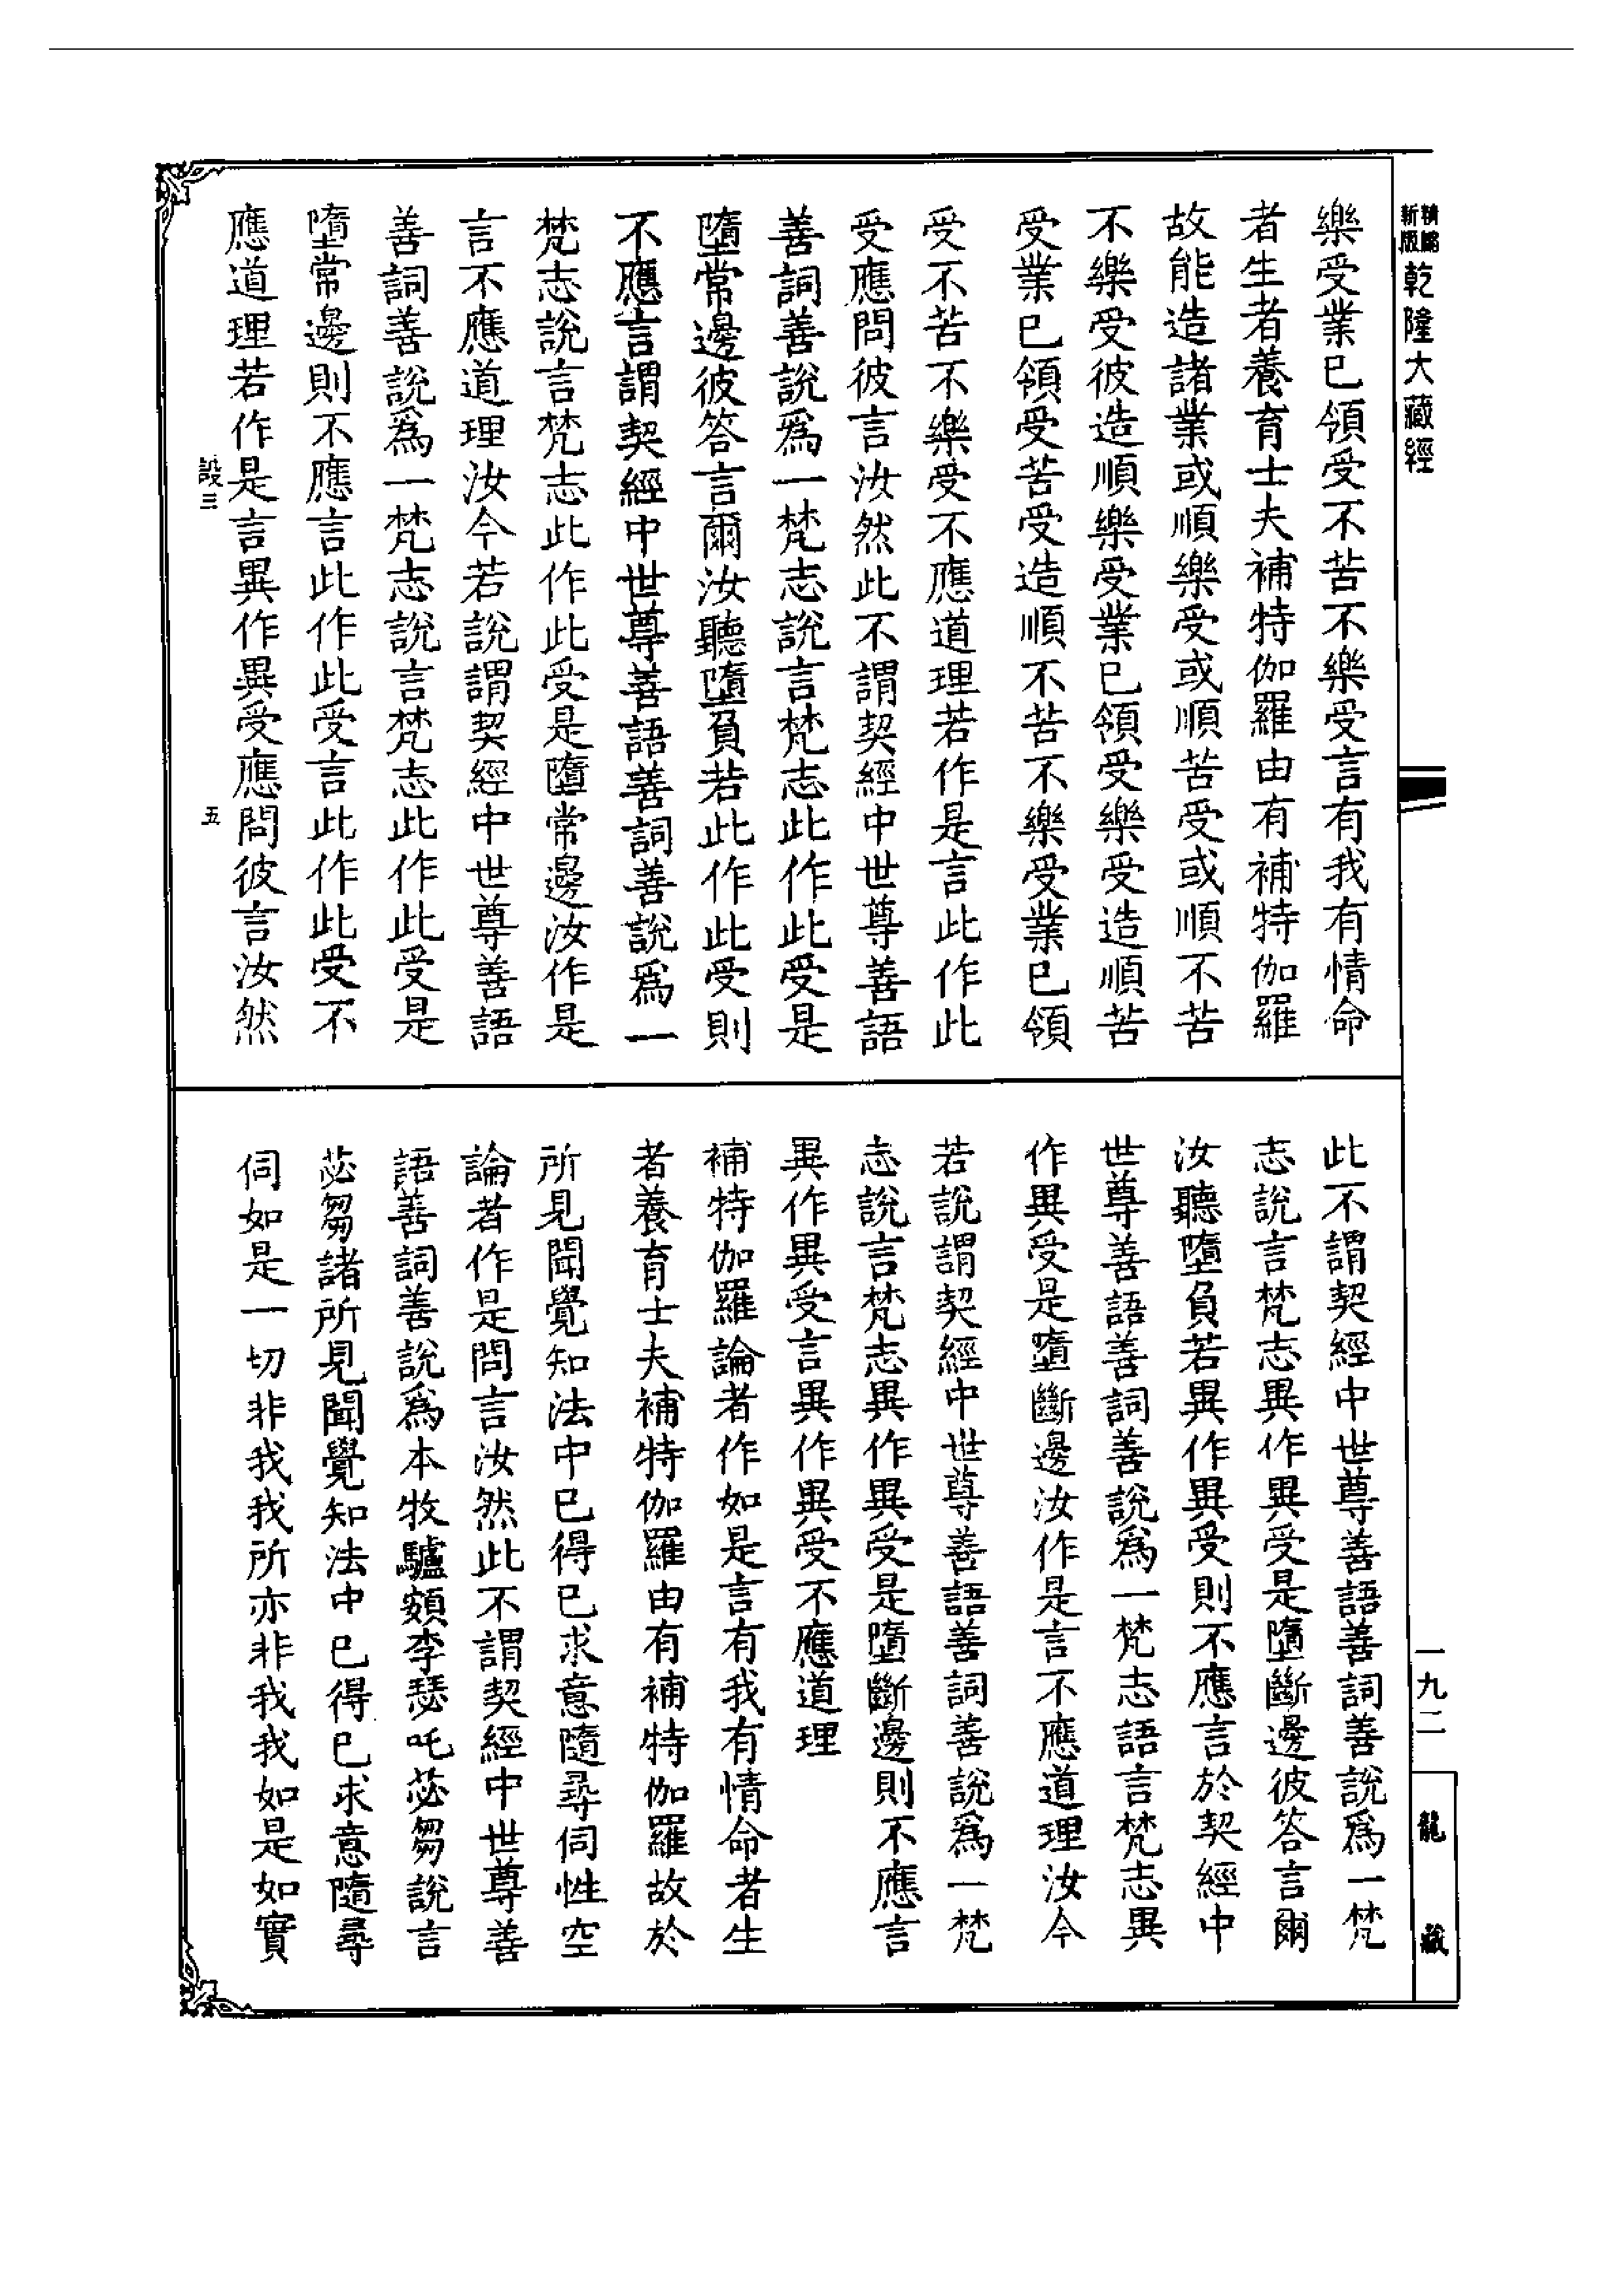 精縮新版乾隆大藏經
樂受業已領受不苦不樂受言有我有情命
者生者養育士夫補特伽羅由有補特伽羅
故能造諸業或順樂受或順苦受或順不苦
不樂受彼造順樂受業已領受樂受造順苦
受業已領受苦受造順不苦不樂受業已領
受不苦不樂受不應道理若作是言此作此
受應問彼言汝然此不謂契經中世尊善語
善詞善說爲一梵志說言梵志此作此受是
墮常邊彼答言爾汝聽墮負若此作此受則
不應言謂契經中世尊善語善詞善說爲一
梵志說言梵志此作此受是墮常邊汝作是
言不應道理汝今若說謂契經中世尊善語
善詞善說爲一梵志說言梵志此作此受是
墮常邊則不應言此作此受言此作此受不
應道理若作是言異作異受應問彼言汝然
設三
五
此不謂契經中世尊善語善詞善說爲一梵
志說言梵志異作異受是墮斷邊彼答言爾
汝聽墮負若異作異受則不應言於契經中
世尊善語善詞善說爲一梵志語言梵志異
作異受是墮斷邊汝作是言不應道理汝今
若說謂契經中世尊善語善詞善說爲一梵
志說言梵志異作異受是墮斷邊則不應言
異作異受言異作異受不應道理
補特伽羅論者作如是言有我有情命者生
者養育士夫補特伽羅由有補特伽羅故於
所見聞覺知法中已得已求意隨尋伺性空
論者作是問言汝然此不謂契經中世尊善
語善詞善說爲本牧驢頞李瑟吒苾芻說言
苾芻諸所見聞覺知法中已得已求意隨尋
伺如是一切非我我所亦非我我如是如實
一九二
龍藏